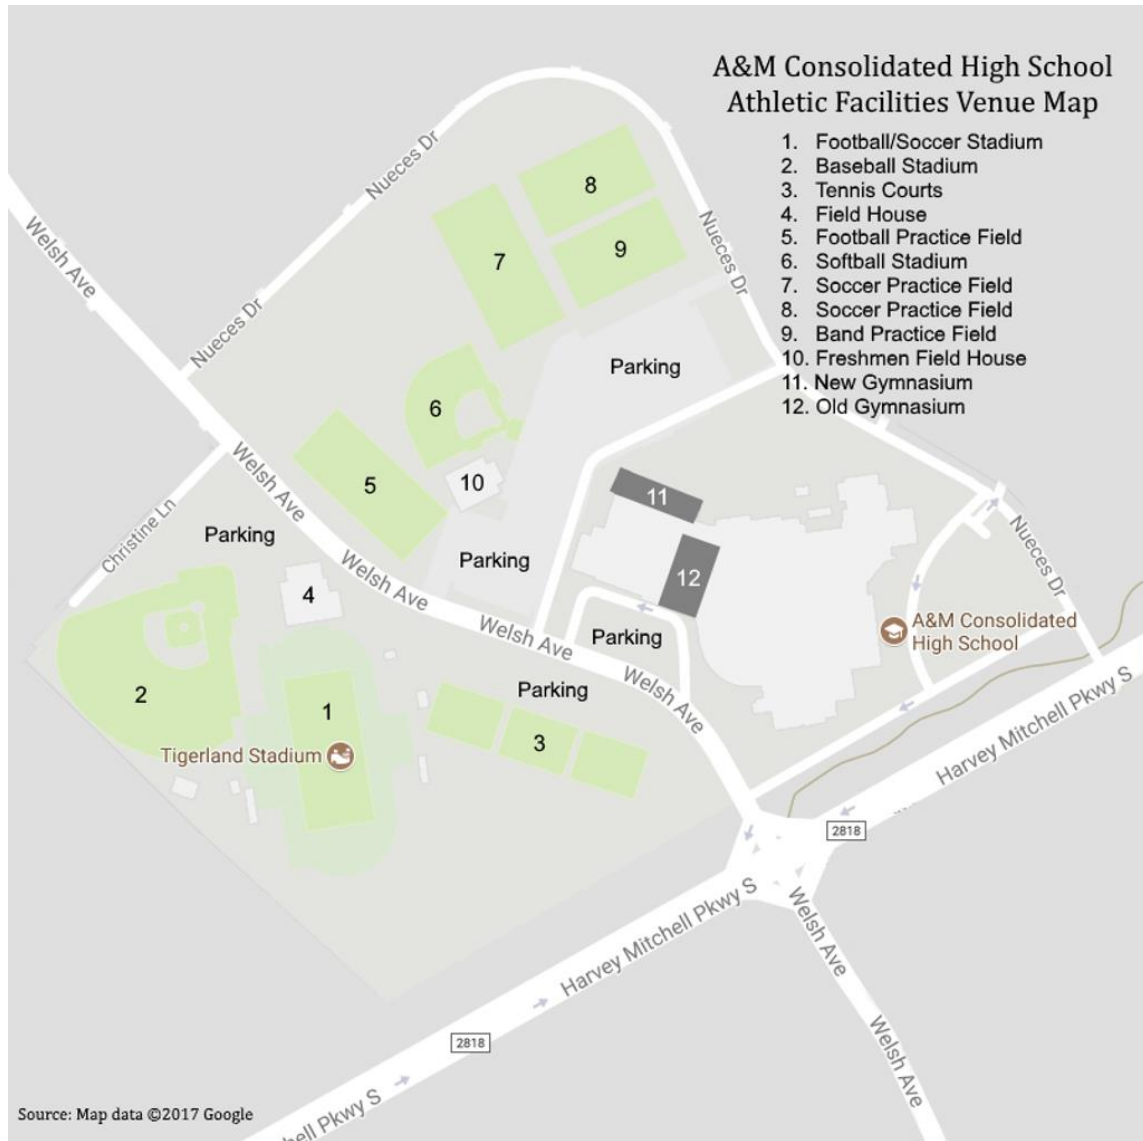 A&M Consolidated High School
Athletic Facilities Venue Map
1. Football/Soccer Stadium
2. Baseball Stadium
3. Tennis Courts
4. Field House
5. Football Practice Field
6. Softball Stadium
7. Soccer Practice Field
8. Soccer Practice Field
9. Band Practice Field
10. Freshmen Field House
11. New Gymnasium
12. Old Gymnasium
Nueces Dr
8
Welsh Ave
Nueces Dr
9
7
Nueces Dr
Parking
6
Welsh Ave
5
10
11
Christine Ln
Parking
Parking
Welsh Ave
12
Nueces Dr
4
Welsh Ave
Parking
A&M Consolidated
High School
2
1
Parking
Welsh Ave
3
Tigerland Stadium
Harvey Mitchell Pkwy S
2818
Harvey Mitchell Pkwy S
Welsh Ave
2818
Welsh Ave
hell Pkwy S
Source: Map data ©2017 Google